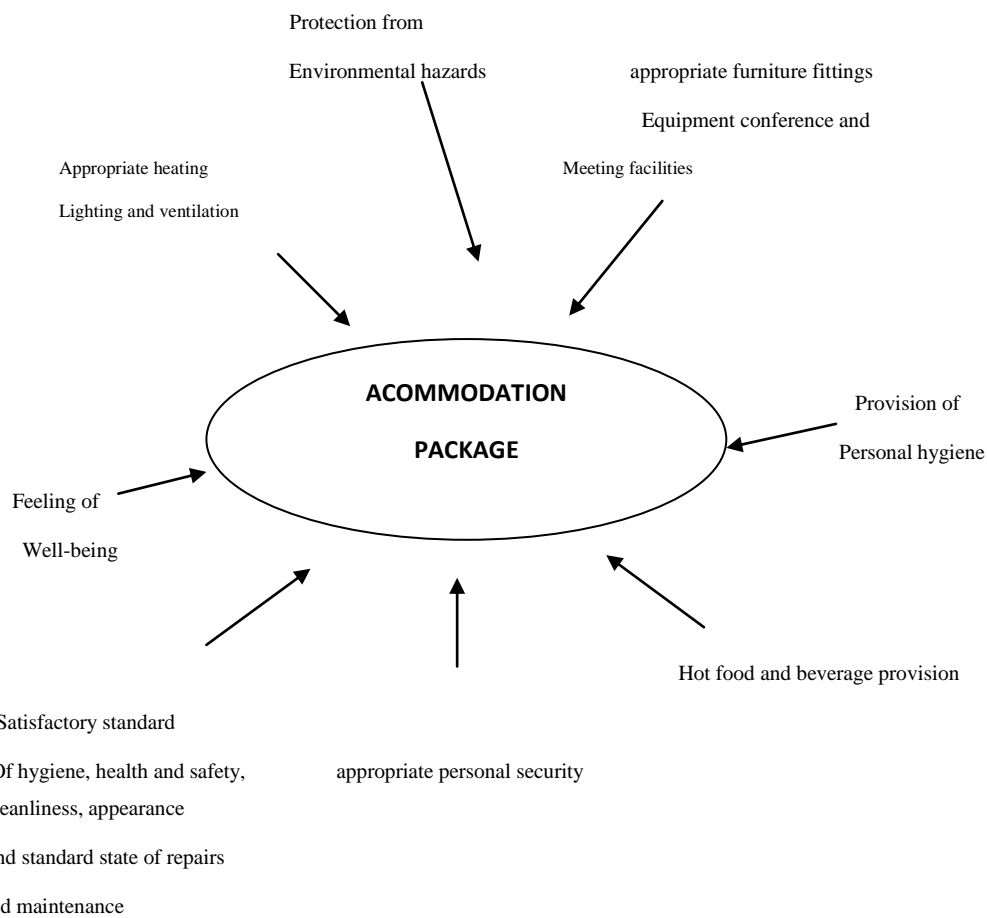 Protection from
Environmental hazards
appropriate furniture fittings
Equipment conference and
Meeting facilities
Appropriate heating
Lighting and ventilation
ACOMMODATION
PACKAGE
Provision of
Personal hygiene
Feeling of
Well-being
Hot food and beverage provision
Satisfactory standard
Of hygiene, health and safety,
eanliness, appearance
nd standard state of repairs
d maintenance
appropriate personal security